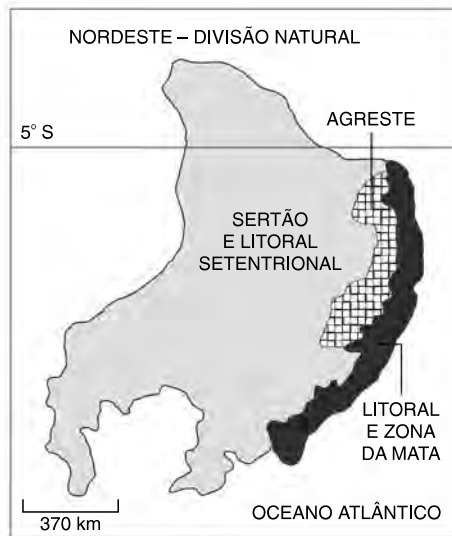 NORDESTE – DIVISÃO NATURAL
AGRESTE
5° S
SERTÃO
E LITORAL
SETENTRIONAL
LITORAL
E ZONA
DA MATA
370 km
OCEANO ATLÂNTICO